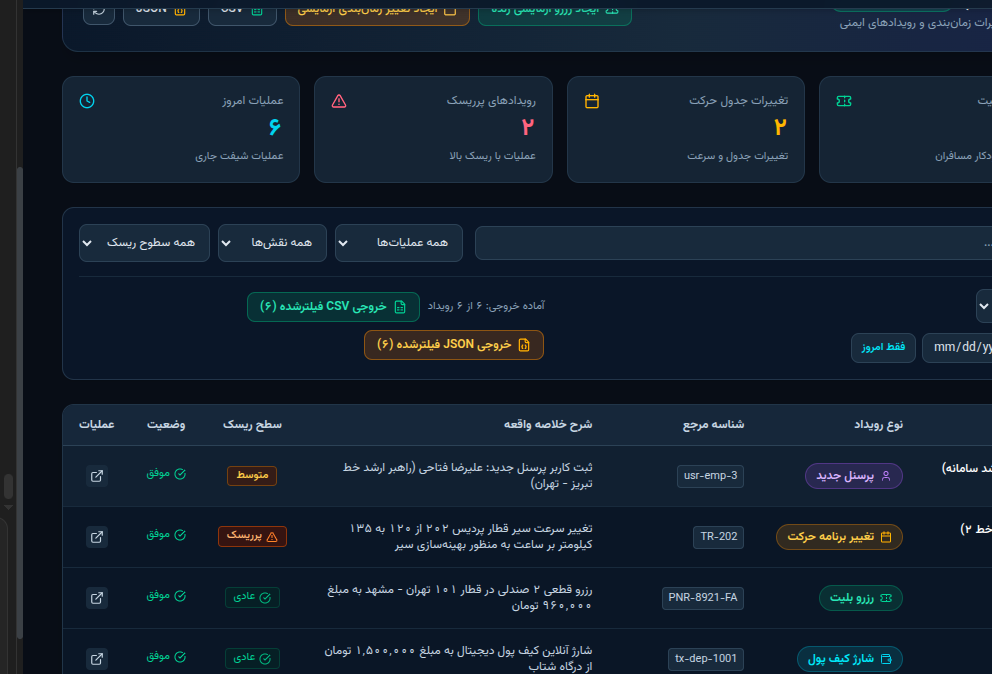 ایجاد رزرو آزمایشی زنده
ایجاد تغییر زمان‌بندی آزمایشی
CSV
JSON
رات زمان‌بندی و رویدادهای ایمنی
دکار مسافران
تغییرات جدول حرکت
۲
تغییرات جدول و سرعت
رویدادهای پرریسک
۲
عملیات با ریسک بالا
عملیات امروز
۶
عملیات شیفت جاری
...
همه عملیات‌ها
همه نقش‌ها
همه سطوح ریسک
آماده خروجی: ۶ از ۶ رویداد
خروجی CSV فیلترشده (۶)
خروجی JSON فیلترشده (۶)
mm/dd/yy
فقط امروز
نوع رویداد
شناسه مرجع
شرح خلاصه واقعه
سطح ریسک
وضعیت
عملیات
شد سامانه)
پرسنل جدید
usr-emp-3
ثبت کاربر پرسنل جدید: علیرضا فتاحی (راهبر ارشد خط
تبریز - تهران)
متوسط
موفق
خط ۲)
تغییر برنامه حرکت
TR-202
تغییر سرعت سیر قطار پردیس ۲۰۲ از ۱۲۰ به ۱۳۵
کیلومتر بر ساعت به منظور بهینه‌سازی سیر
پرریسک
موفق
رزرو بلیت
PNR-8921-FA
رزرو قطعی ۲ صندلی در قطار ۱۰۱ تهران - مشهد به مبلغ
۹۶۰,۰۰۰ تومان
عادی
موفق
شارژ کیف پول
tx-dep-1001
شارژ آنلاین کیف پول دیجیتال به مبلغ ۱,۵۰۰,۰۰۰ تومان
از درگاه شتاب
عادی
موفق